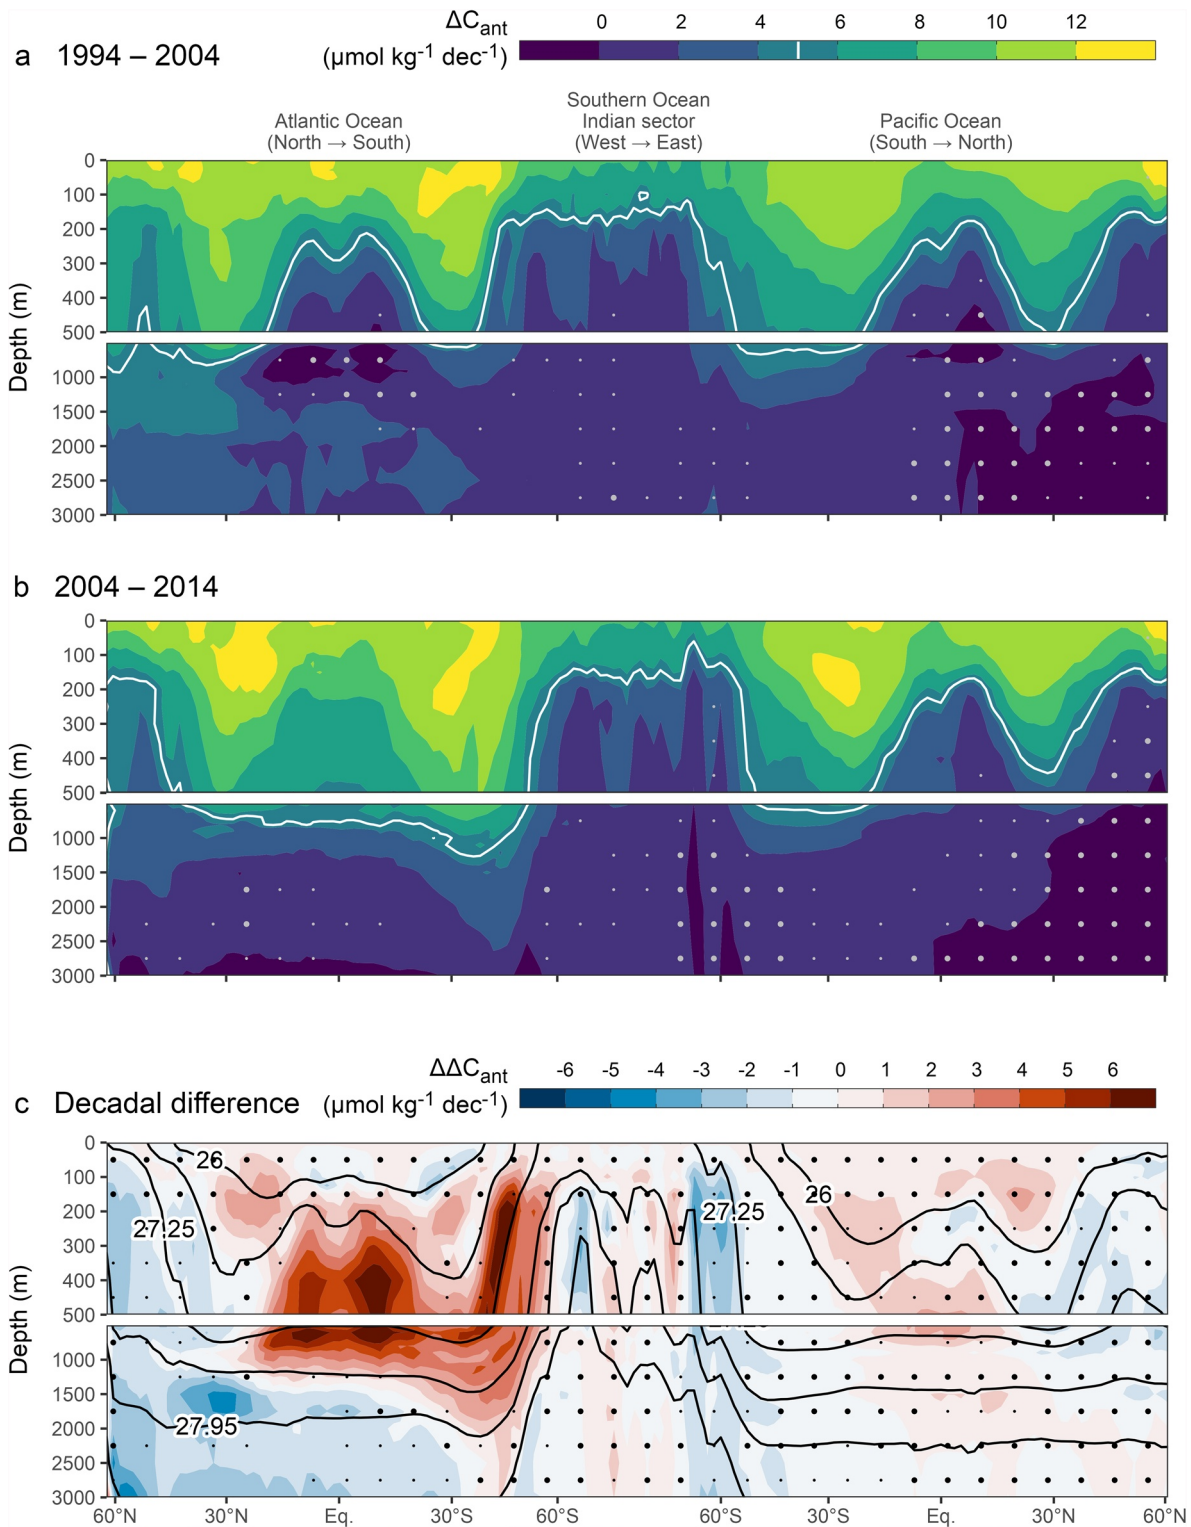 ΔCant
0 2 4 6 8 10 12
a 1994 – 2004 (µmol kg-1 dec-1)
Atlantic Ocean
(North → South)
Southern Ocean
Indian sector
(West → East)
Pacific Ocean
(South → North)
Depth (m)
0
100
200
300
400
500
1000
1500
2000
2500
3000
b 2004 – 2014
Depth (m)
0
100
200
300
400
500
1000
1500
2000
2500
3000
ΔΔCant
-6 -5 -4 -3 -2 -1 0 1 2 3 4 5 6
c Decadal difference (µmol kg-1 dec-1)
Depth (m)
0
100
200
300
400
500
1000
1500
2000
2500
3000
26
27.25
27.25
26
27.95
60°N 30°N Eq. 30°S 60°S 60°S 30°S Eq. 30°N 60°N